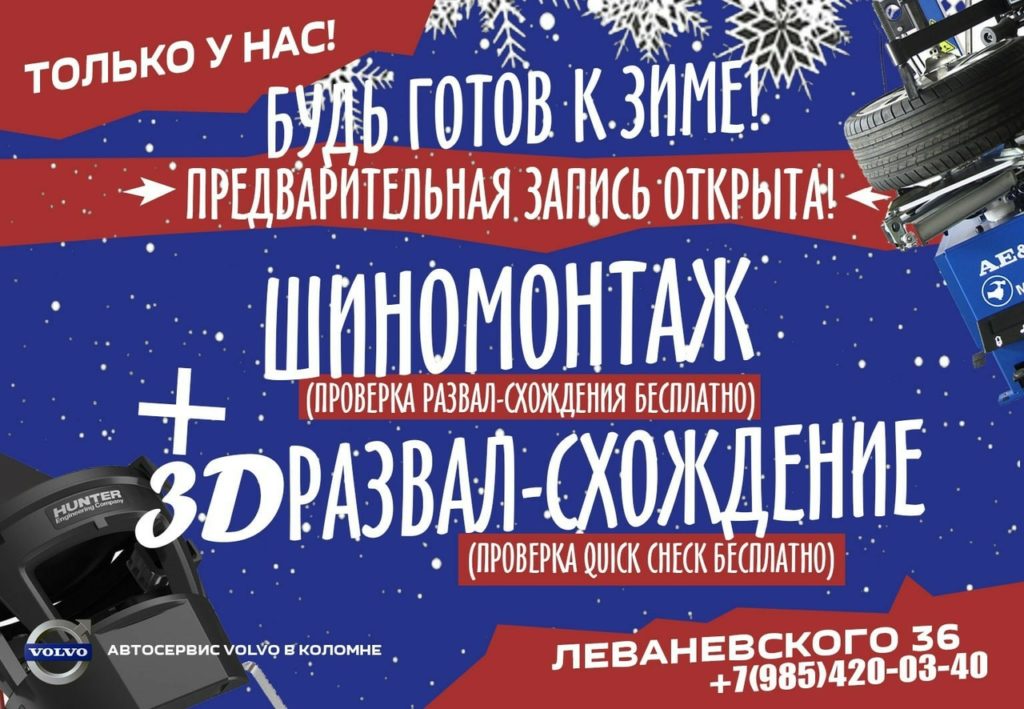 ТОЛЬКО У НАС!
БУДЬ ГОТОВ К ЗИМЕ!
ПРЕДВАРИТЕЛЬНАЯ ЗАПИСЬ ОТКРЫТА!
ШИНОМОНТАЖ
(ПРОВЕРКА РАЗВАЛ-СХОЖДЕНИЯ БЕСПЛАТНО)
+
3D РАЗВАЛ-СХОЖДЕНИЕ
(ПРОВЕРКА QUICK CHECK БЕСПЛАТНО)
HUNTER
Engineering Company
AE&
M
VOLVO
АВТОСЕРВИС VOLVO В КОЛОМНЕ
ЛЕВАНЕВСКОГО 36
+7(985)420-03-40